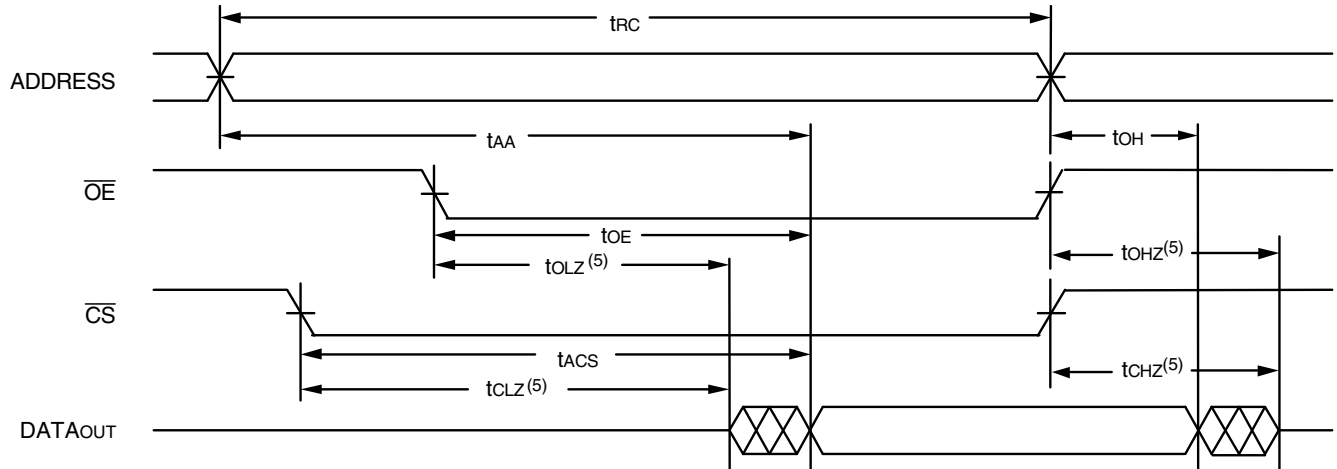 tRC
ADDRESS
tAA
tOH
OE
tOE
tOLZ(5)
tOHZ(5)
CS
tACS
tCLZ(5)
tCHZ(5)
DATAOUT